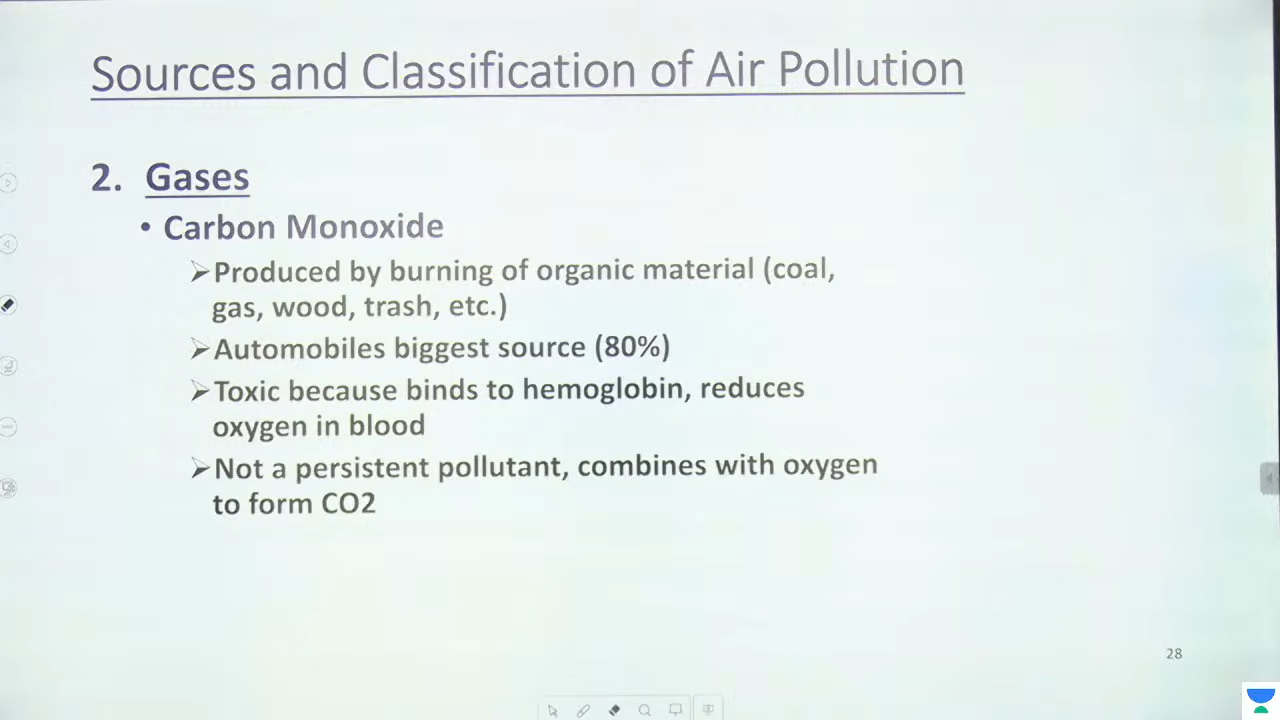 Sources and Classification of Air Pollution
2. Gases
• Carbon Monoxide
➢Produced by burning of organic material (coal,
gas, wood, trash, etc.)
➢Automobiles biggest source (80%)
➢Toxic because binds to hemoglobin, reduces
oxygen in blood
➢Not a persistent pollutant, combines with oxygen
to form CO2
28